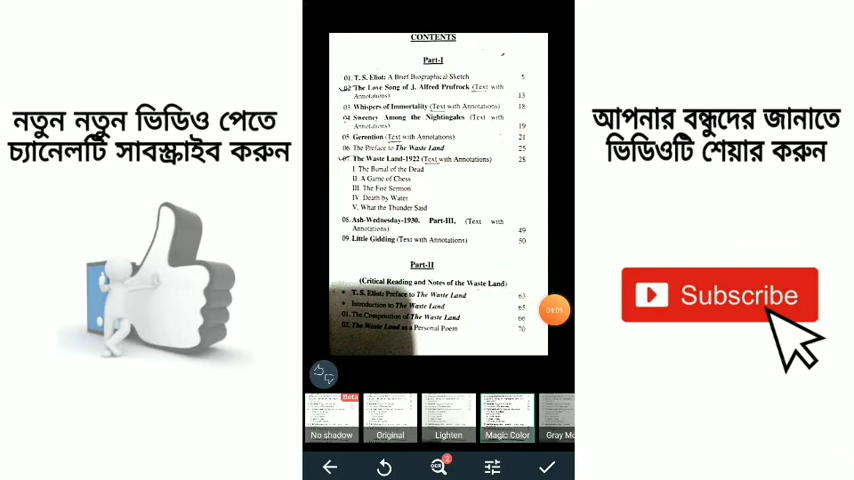 নতুন নতুন ভিডিও পেতে
চ্যানেলটি সাবস্ক্রাইব করুন
CONTENTS
Part-I
01. T. S. Eliot: A Brief Biographical Sketch 5
02 The Love Song of J. Alfred Prufrock (Text with
Annotations) 13
03 Whispers of Immortality (Text with Annotations) 18
04 Sweeney Among the Nightingales (Text with
Annotations) 19
05 Gerontion (Text with Annotations) 21
06 The Preface to The Waste Land 25
07 The Waste Land-1922 (Text with Annotations) 28
I. The Burial of the Dead
II. A Game of Chess
III. The Fire Sermon
IV. Death by Water
V. What the Thunder Said
08. Ash-Wednesday-1930, Part-III, (Text with
Annotations) 49
09. Little Gidding (Text with Annotations) 50
Part-II
(Critical Reading and Notes of the Waste Land)
• T. S. Eliot: Preface to The Waste Land 63
• Introduction to The Waste Land 65
01. The Composition of The Waste Land 66
02. The Waste Land as a Personal Poem 70
04:09
Beta
No shadow
Original
Lighten
Magic Color
Gray Mo
OCR
2
আপনার বন্ধুদের জানাতে
ভিডিওটি শেয়ার করুন
Subscribe